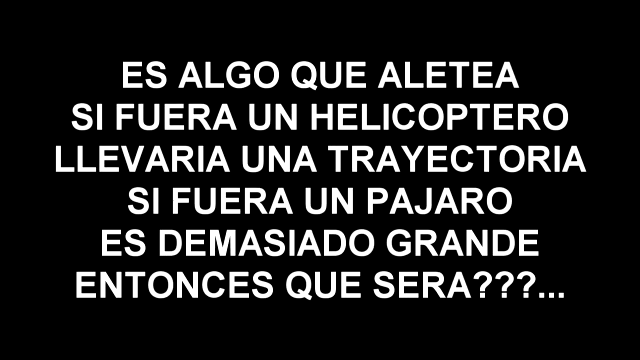 ES ALGO QUE ALETEA
SI FUERA UN HELICOPTERO
LLEVARIA UNA TRAYECTORIA
SI FUERA UN PAJARO
ES DEMASIADO GRANDE
ENTONCES QUE SERA???...